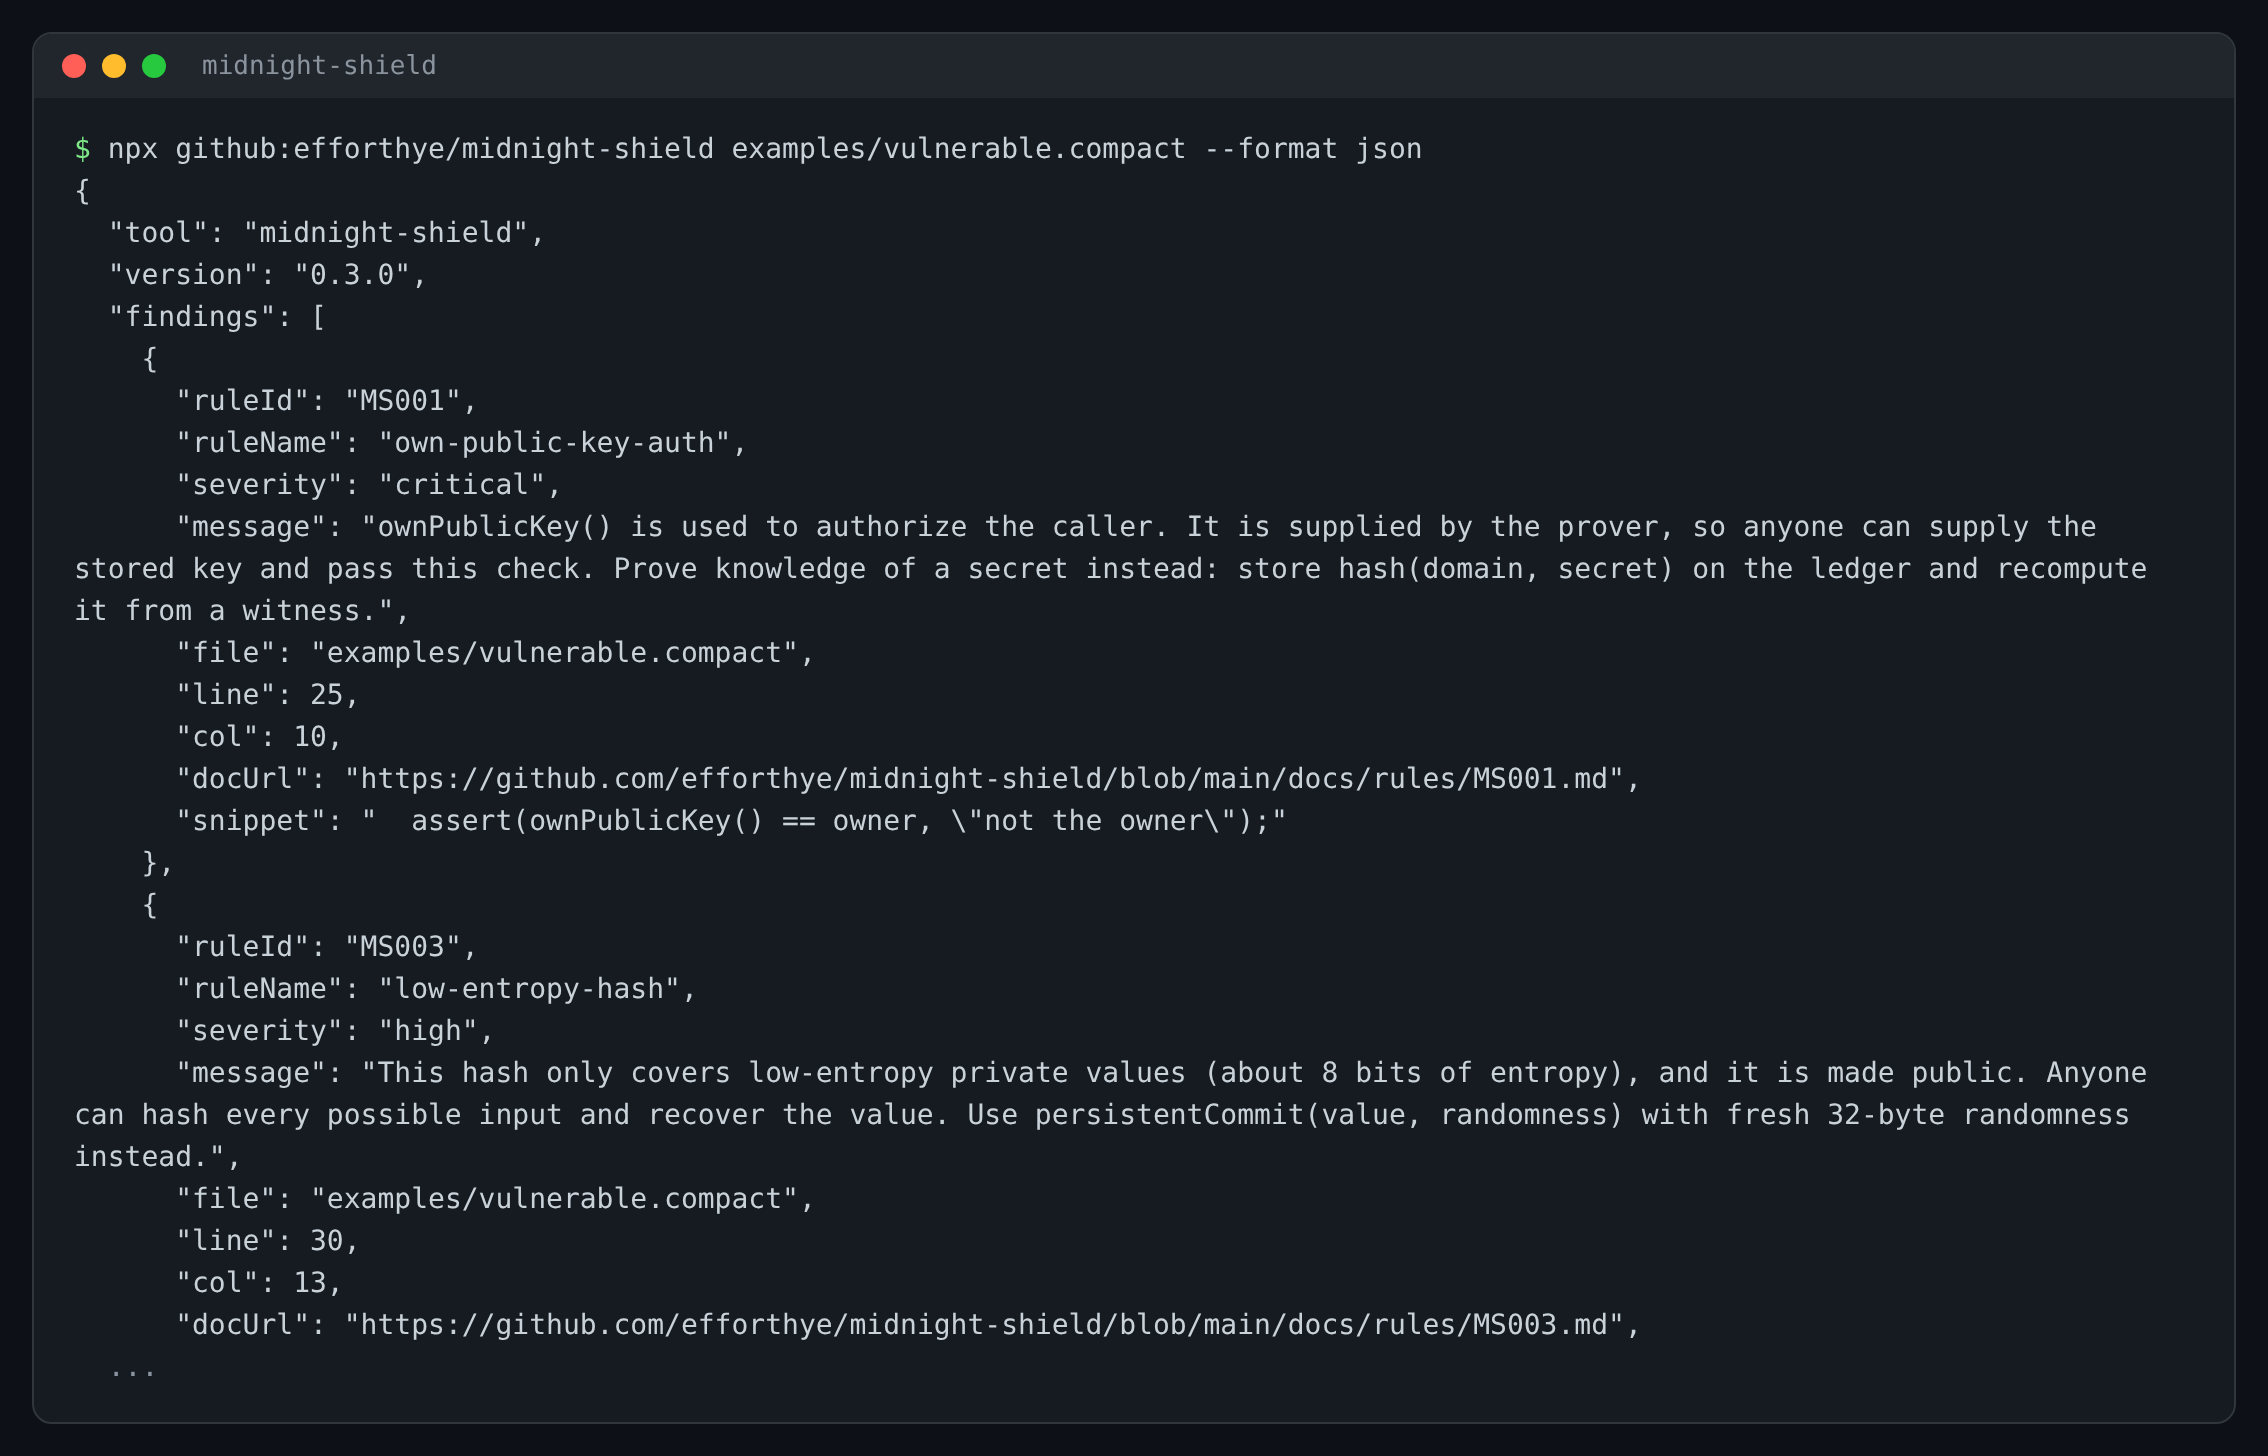 midnight-shield
$ npx github:efforthye/midnight-shield examples/vulnerable.compact --format json
{
  "tool": "midnight-shield",
  "version": "0.3.0",
  "findings": [
    {
      "ruleId": "MS001",
      "ruleName": "own-public-key-auth",
      "severity": "critical",
      "message": "ownPublicKey() is used to authorize the caller. It is supplied by the prover, so anyone can supply the
stored key and pass this check. Prove knowledge of a secret instead: store hash(domain, secret) on the ledger and recompute
it from a witness.",
      "file": "examples/vulnerable.compact",
      "line": 25,
      "col": 10,
      "docUrl": "https://github.com/efforthye/midnight-shield/blob/main/docs/rules/MS001.md",
      "snippet": "  assert(ownPublicKey() == owner, \"not the owner\");"
    },
    {
      "ruleId": "MS003",
      "ruleName": "low-entropy-hash",
      "severity": "high",
      "message": "This hash only covers low-entropy private values (about 8 bits of entropy), and it is made public. Anyone
can hash every possible input and recover the value. Use persistentCommit(value, randomness) with fresh 32-byte randomness
instead.",
      "file": "examples/vulnerable.compact",
      "line": 30,
      "col": 13,
      "docUrl": "https://github.com/efforthye/midnight-shield/blob/main/docs/rules/MS003.md",
  ...